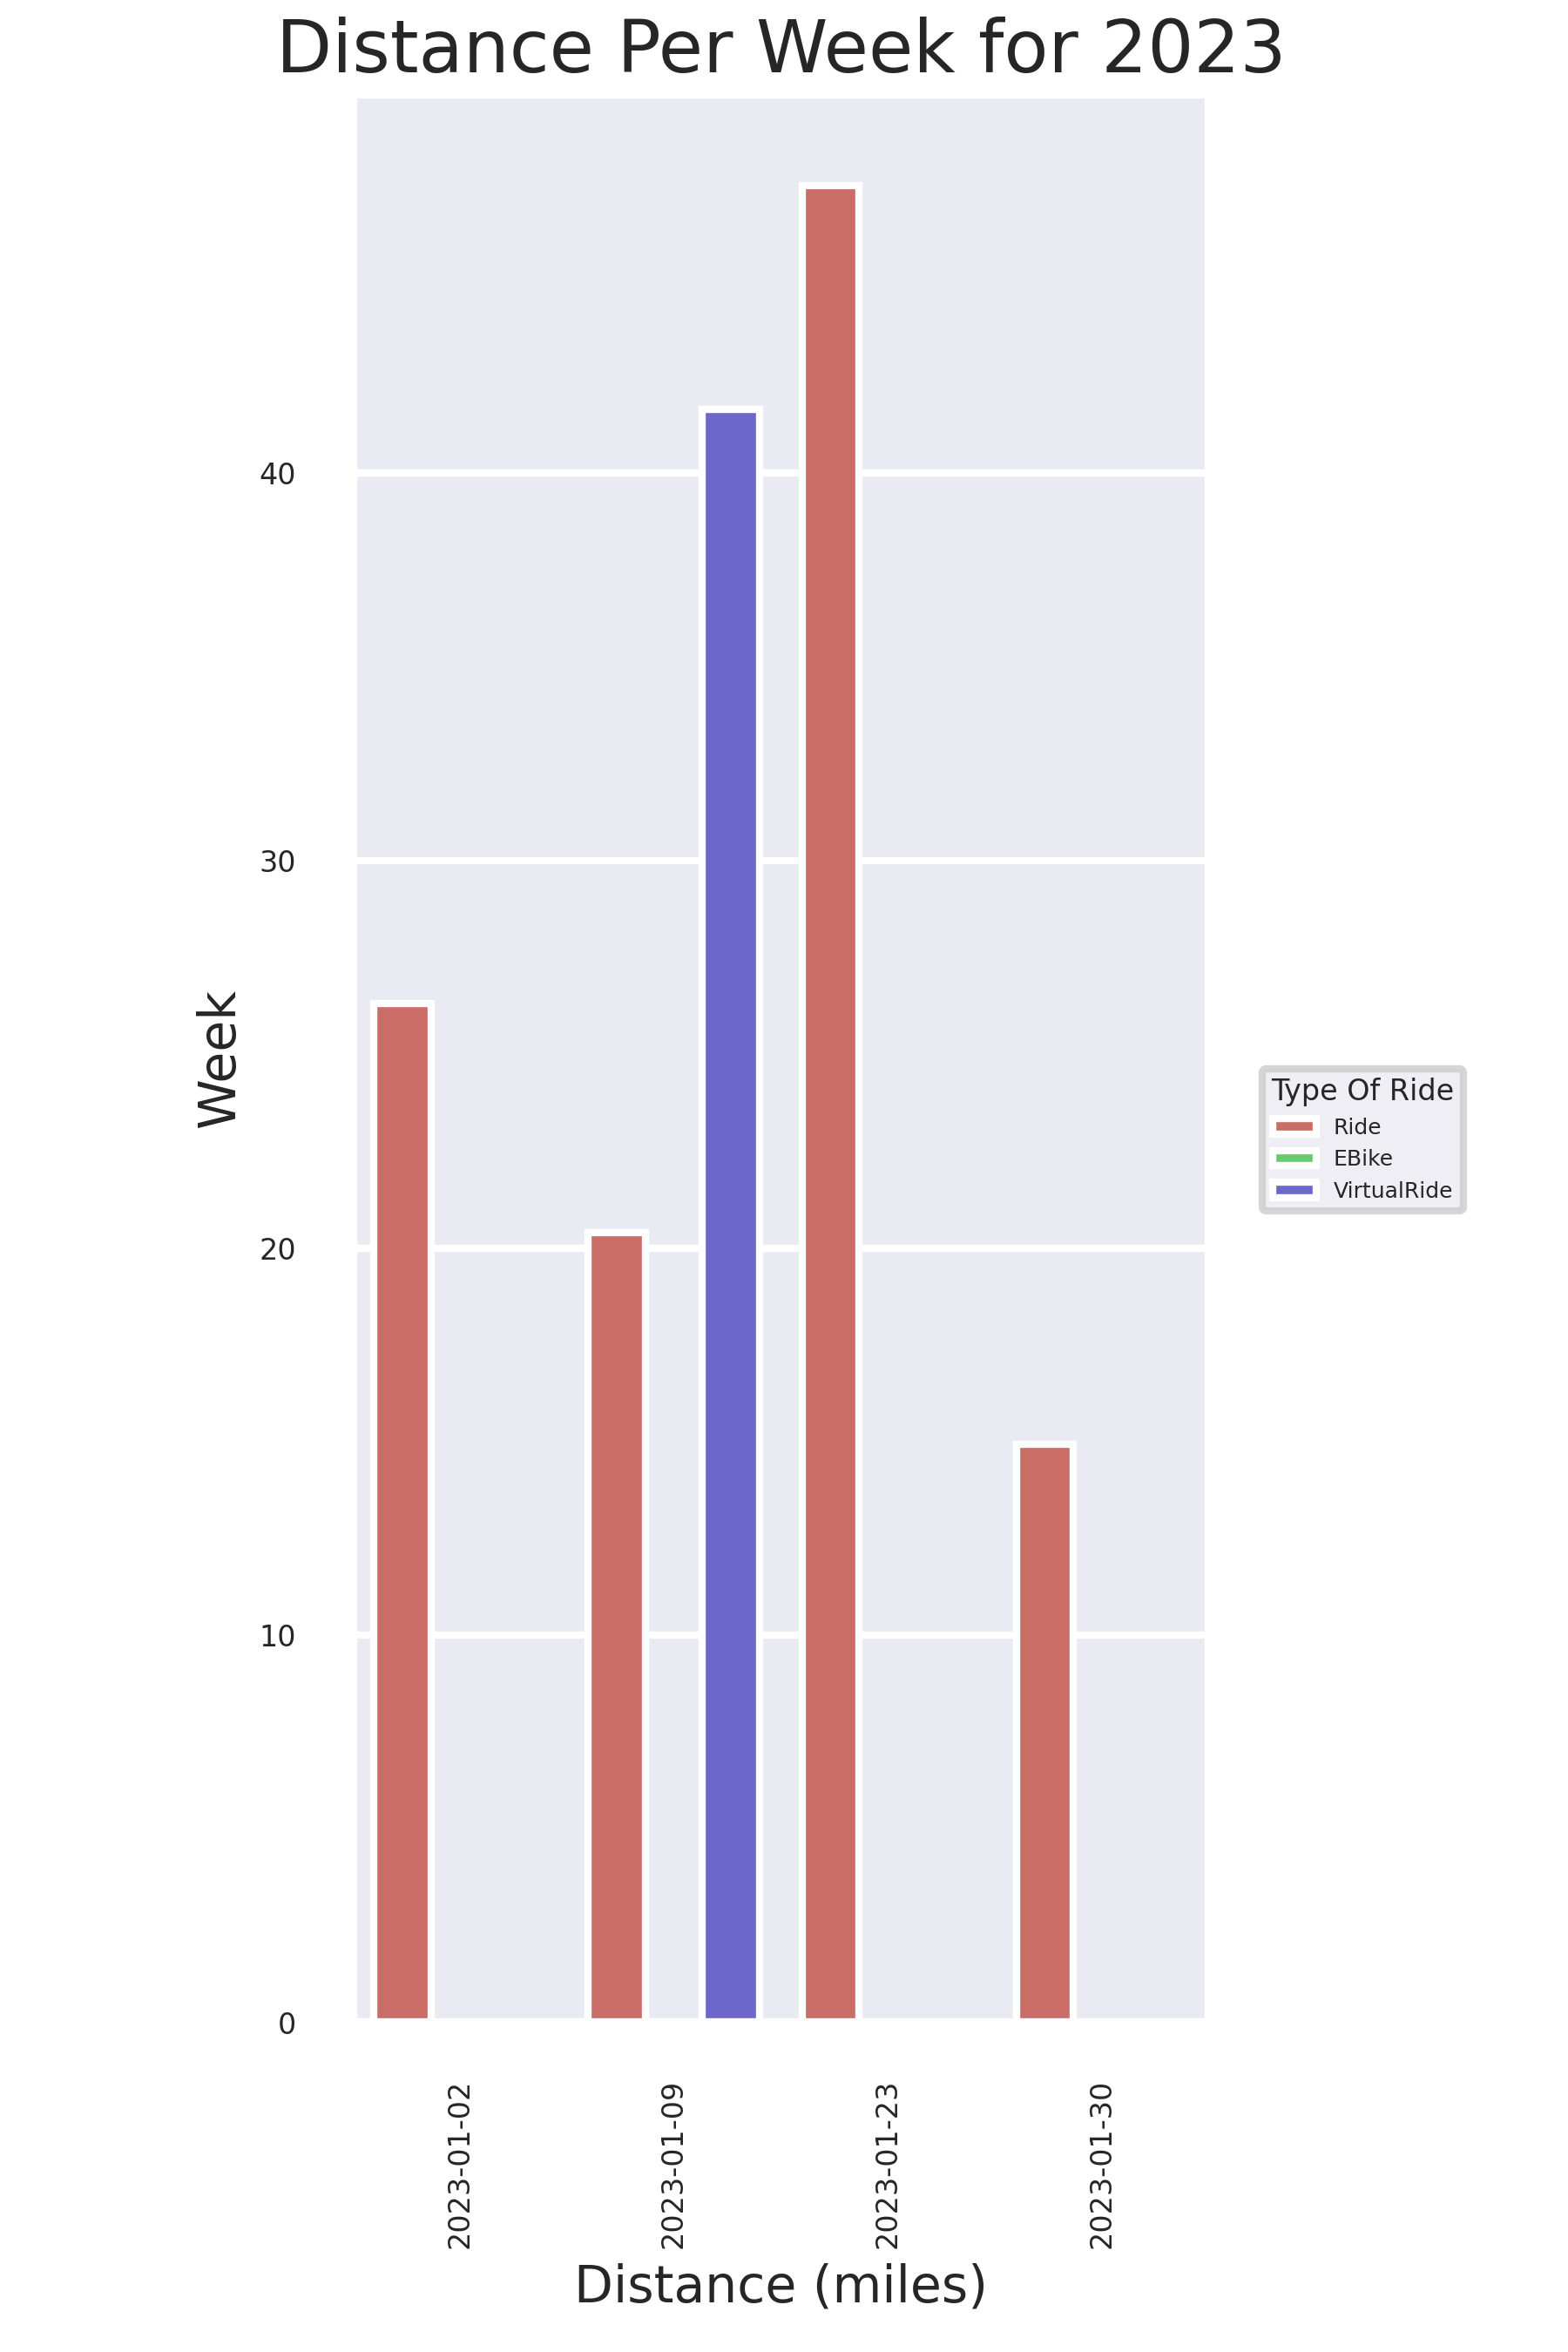 Distance Per Week for 2023
40
30
20
10
0
Week
2023-01-02
2023-01-09
2023-01-23
2023-01-30
Distance (miles)
Type Of Ride
Ride
EBike
VirtualRide